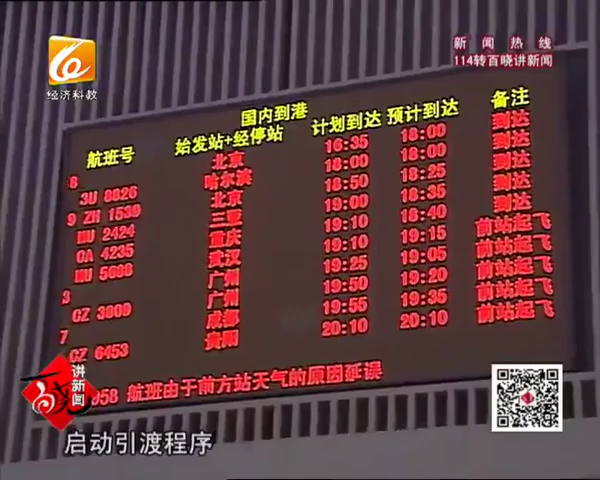 经济科教
新闻热线
114转百晓讲新闻
国内到港
航班号 始发站+经停站 计划到达 预计到达 备注
8 北京 16:35 18:00 到达
3U 8826 哈尔滨 18:00 18:25 到达
9 ZH 1539 北京 18:50 18:35 到达
MU 2424 三亚 19:00 18:40 到达
CA 4235 重庆 19:10 19:15 前站起飞
MU 5608 武汉 19:10 19:05 前站起飞
广州 19:25 19:20 前站起飞
3 广州 19:50 19:35 前站起飞
CZ 3009 成都 19:55 20:10 前站起飞
7 贵阳 20:10
CZ 6453
958 航班由于前方站天气的原因延误
讲新闻
启动引渡程序